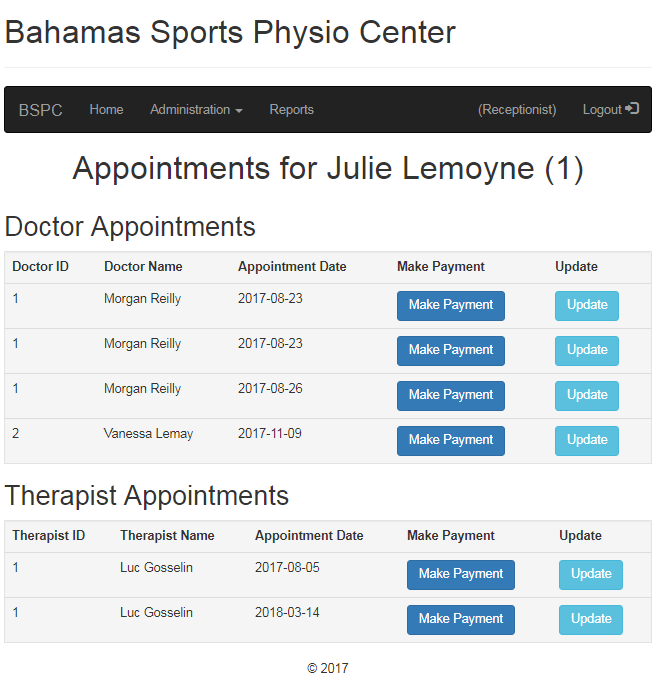 Bahamas Sports Physio Center
BSPC Home Administration Reports (Receptionist) Logout
Appointments for Julie Lemoyne (1)
Doctor Appointments
Doctor ID Doctor Name Appointment Date Make Payment Update
1 Morgan Reilly 2017-08-23 Make Payment Update
1 Morgan Reilly 2017-08-23 Make Payment Update
1 Morgan Reilly 2017-08-26 Make Payment Update
2 Vanessa Lemay 2017-11-09 Make Payment Update
Therapist Appointments
Therapist ID Therapist Name Appointment Date Make Payment Update
1 Luc Gosselin 2017-08-05 Make Payment Update
1 Luc Gosselin 2018-03-14 Make Payment Update
© 2017